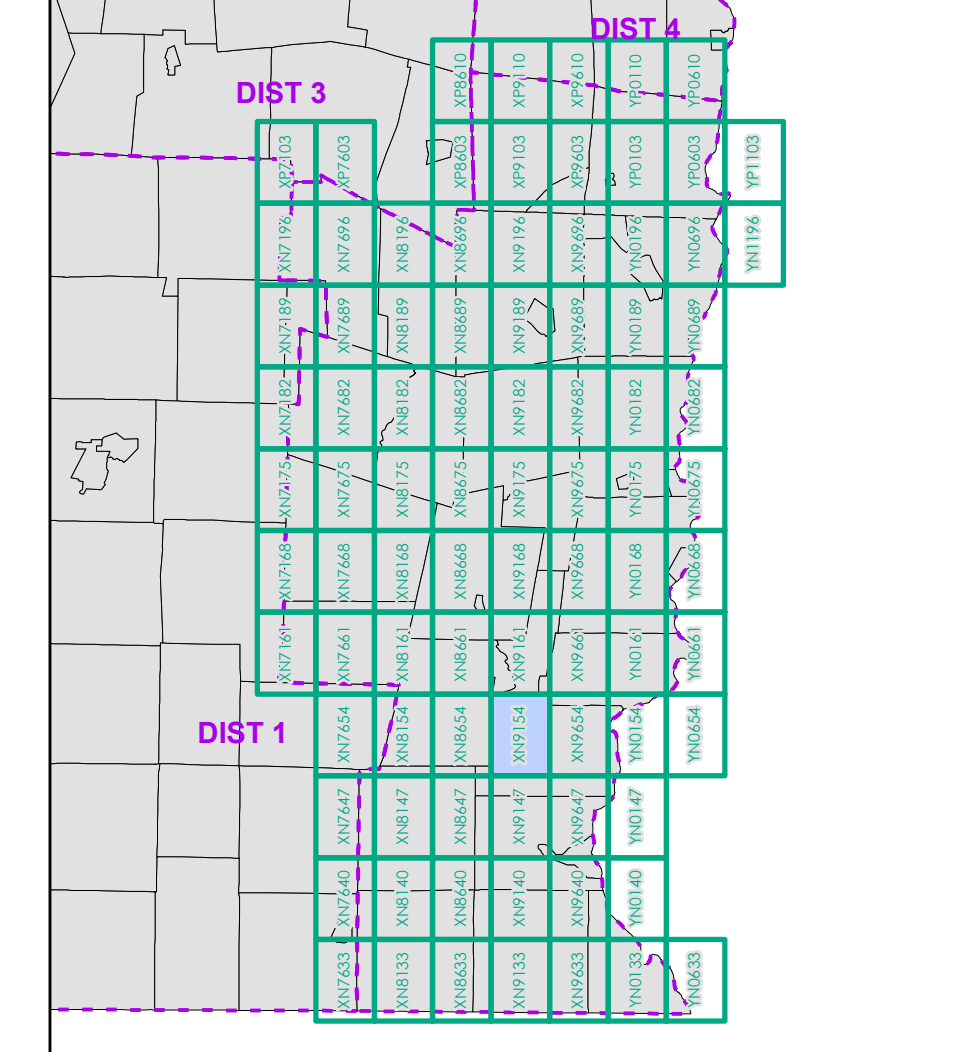 DIST 4
DIST 3
XP8610
XP9110
XP9610
YP0110
YP0610
XP7103
XP7603
XP8603
XP9103
XP9603
YP0103
YP0603
YP1103
XN7196
XN7696
XN8196
XN8696
XN9196
XN9696
YN0196
YN0696
YN1196
XN7189
XN7689
XN8189
XN8689
XN9189
XN9689
YN0189
YN0689
XN7182
XN7682
XN8182
XN8682
XN9182
XN9682
YN0182
YN0682
XN7175
XN7675
XN8175
XN8675
XN9175
XN9675
YN0175
YN0675
XN7168
XN7668
XN8168
XN8668
XN9168
XN9668
YN0168
YN0668
XN7161
XN7661
XN8161
XN8661
XN9161
XN9661
YN0161
YN0661
DIST 1
XN7654
XN8154
XN8654
XN9154
XN9654
YN0154
YN0654
XN7647
XN8147
XN8647
XN9147
XN9647
YN0147
XN7640
XN8140
XN8640
XN9140
XN9640
YN0140
XN7633
XN8133
XN8633
XN9133
XN9633
YN0133
YN0633